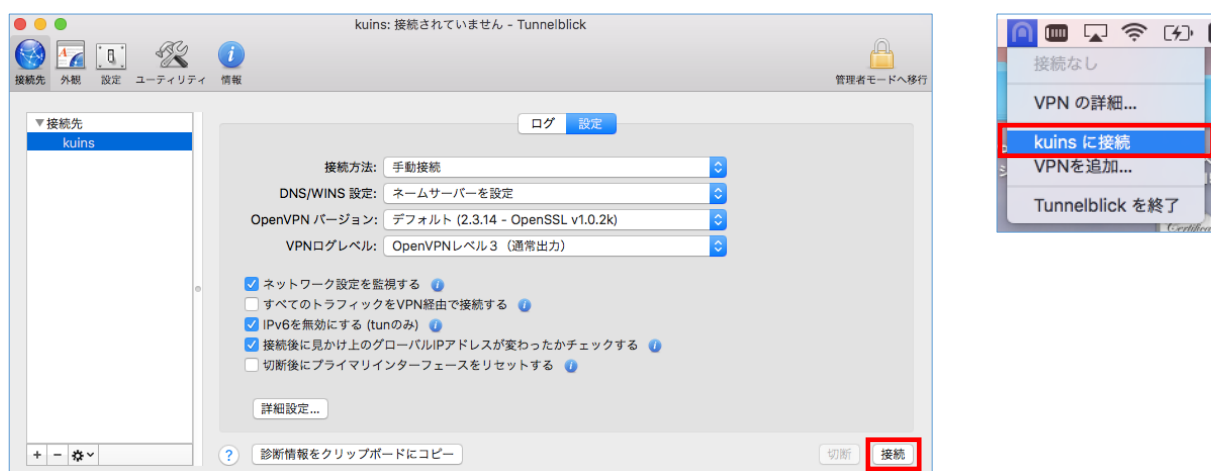 kuins: 接続されていません - Tunnelblick
接続先 外観 設定 ユーティリティ 情報 管理者モードへ移行
▼接続先
kuins
ログ 設定
接続方法: 手動接続
DNS/WINS 設定: ネームサーバーを設定
OpenVPN バージョン: デフォルト (2.3.14 - OpenSSL v1.0.2k)
VPNログレベル: OpenVPNレベル3（通常出力）
ネットワーク設定を監視する
すべてのトラフィックをVPN経由で接続する
IPv6を無効にする (tunのみ)
接続後に見かけ上のグローバルIPアドレスが変わったかチェックする
切断後にプライマリインターフェースをリセットする
詳細設定...
? 診断情報をクリップボードにコピー 切断 接続
接続なし
VPN の詳細...
kuins に接続
VPNを追加...
Tunnelblick を終了